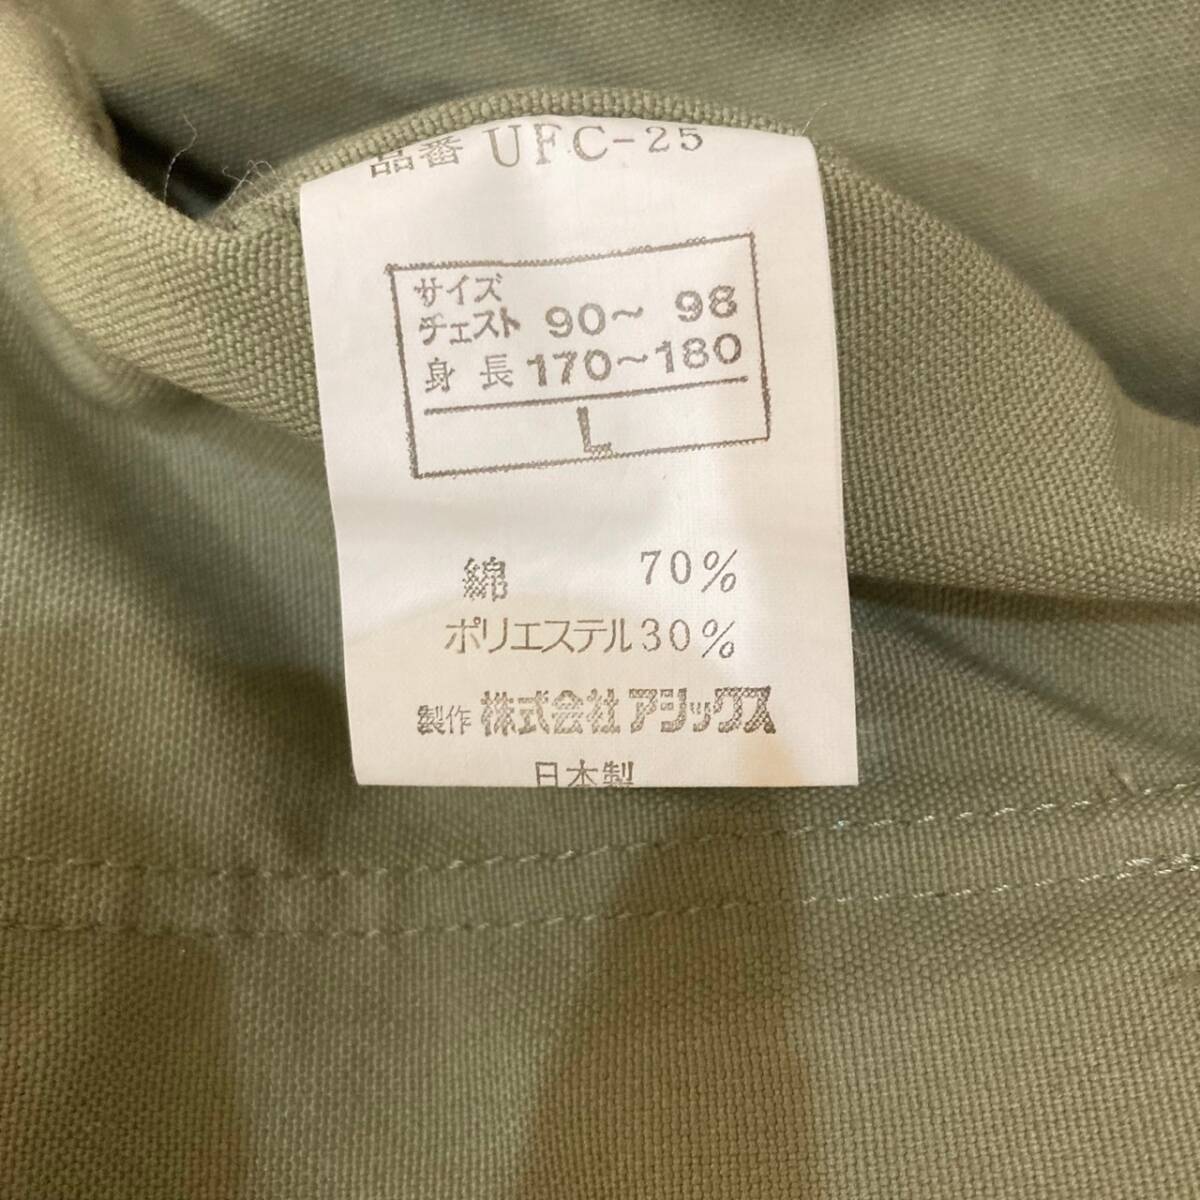 品番 UFC-25
サイズ
チェスト 90～ 98
身長 170～180
L
綿 70%
ポリエステル 30%
製作 株式会社アシックス
日本製